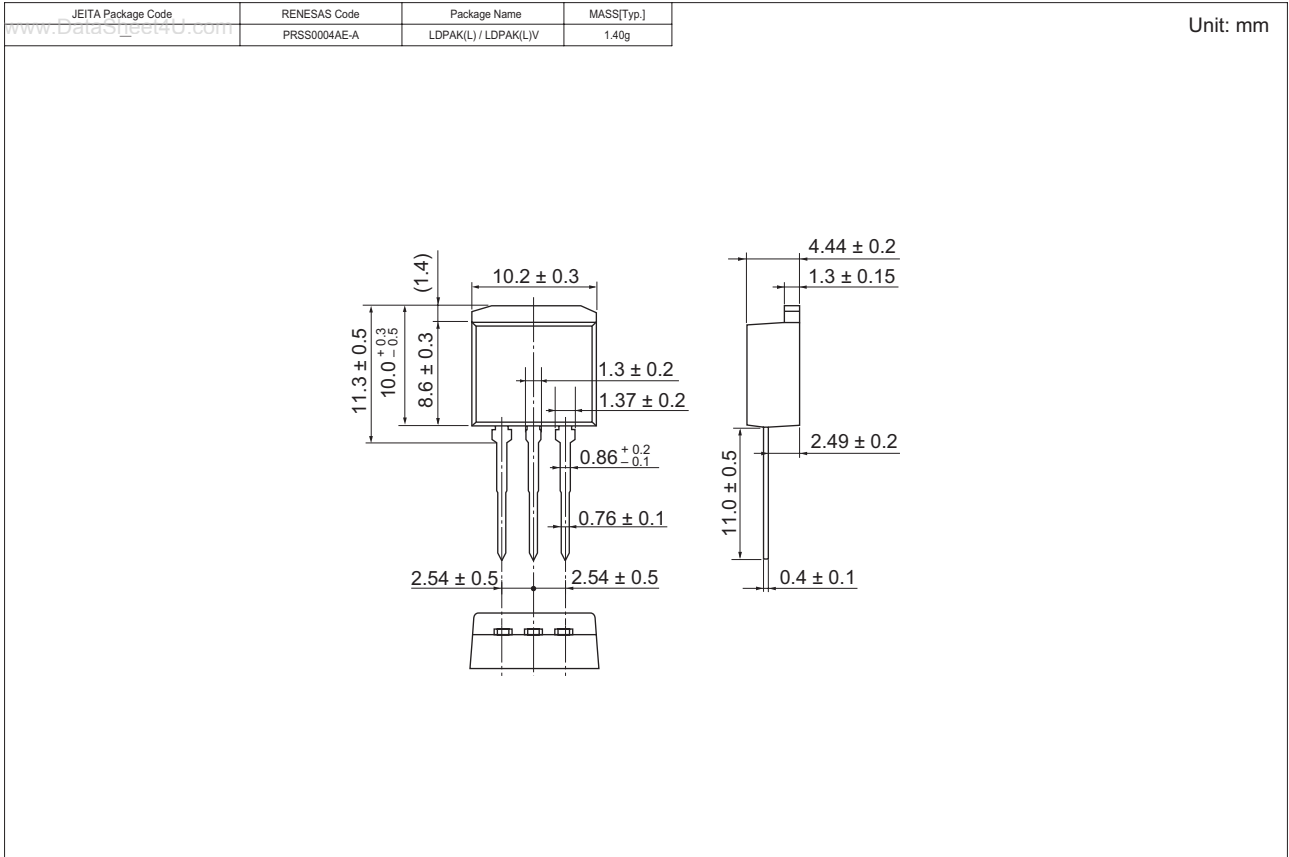 JEITA Package Code RENESAS Code Package Name MASS[Typ.]
— PRSS0004AE-A LDPAK(L) / LDPAK(L)V 1.40g
www.DataSheet4U.com
Unit: mm
4.44 ± 0.2
(1.4)
10.2 ± 0.3
1.3 ± 0.15
11.3 ± 0.5
10.0 + 0.3 – 0.5
8.6 ± 0.3
1.3 ± 0.2
1.37 ± 0.2
2.49 ± 0.2
0.86 + 0.2 – 0.1
11.0 ± 0.5
0.76 ± 0.1
2.54 ± 0.5
2.54 ± 0.5
0.4 ± 0.1